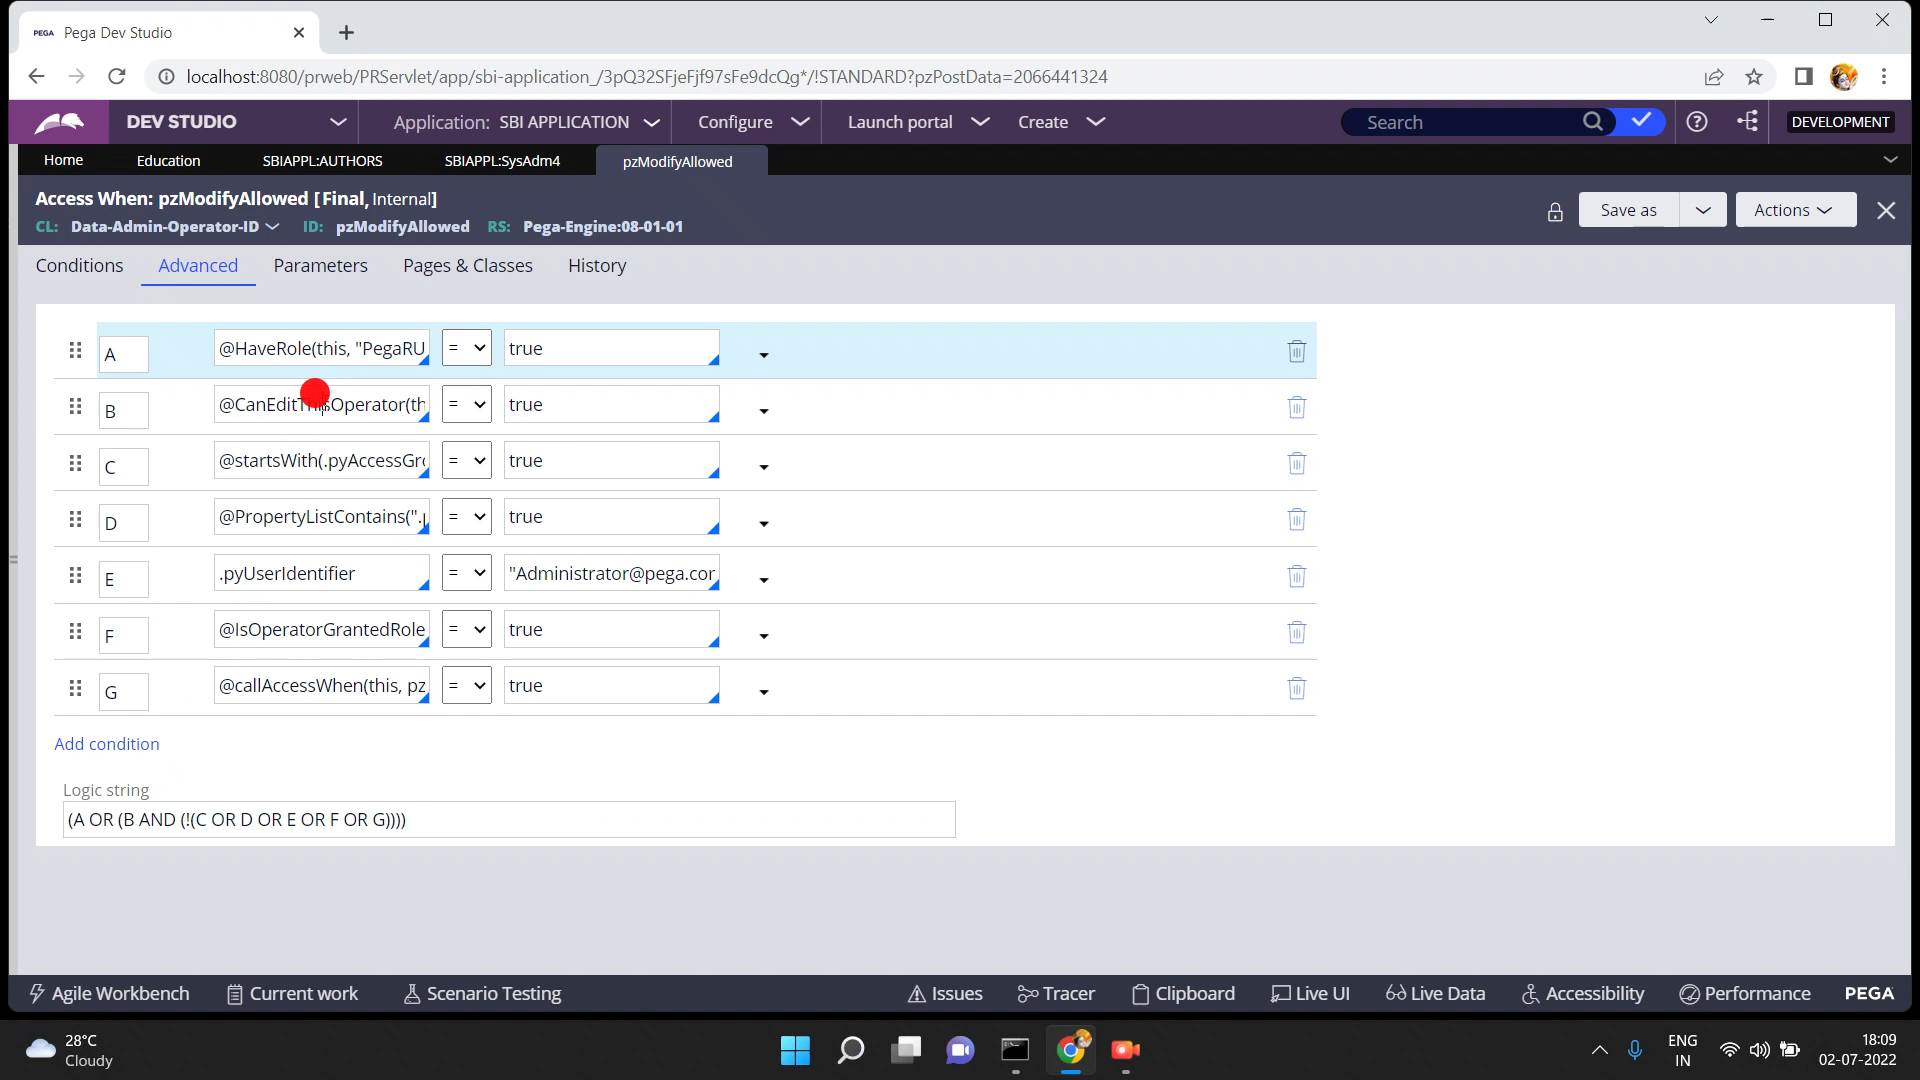 PEGA Pega Dev Studio
localhost:8080/prweb/PRServlet/app/sbi-application_/3pQ32SFjeFjf97sFe9dcQg*/!STANDARD?pzPostData=2066441324
DEV STUDIO Application: SBI APPLICATION Configure Launch portal Create Search DEVELOPMENT
Home Education SBIAPPL:AUTHORS SBIAPPL:SysAdm4 pzModifyAllowed
Access When: pzModifyAllowed [Final, Internal]
CL: Data-Admin-Operator-ID ID: pzModifyAllowed RS: Pega-Engine:08-01-01
Save as Actions
Conditions Advanced Parameters Pages & Classes History
A @HaveRole(this, "PegaRU = true
B @CanEditThisOperator(th = true
C @startsWith(.pyAccessGr = true
D @PropertyListContains(". = true
E .pyUserIdentifier = "Administrator@pega.cor
F @IsOperatorGrantedRole = true
G @callAccessWhen(this, pz = true
Add condition
Logic string
(A OR (B AND (!(C OR D OR E OR F OR G))))
Agile Workbench Current work Scenario Testing Issues Tracer Clipboard Live UI Live Data Accessibility Performance PEGA
28°C
Cloudy
ENG
IN
18:09
02-07-2022